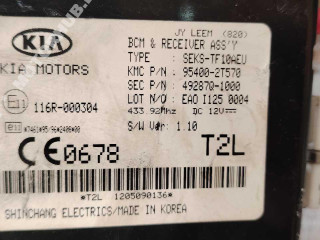 JY LEEM (820)
KIA
BCM & RECEIVER ASS'Y
KIA MOTORS
TYPE : SEKS-TF10AEU
KMC P/N. : 95400-2T570
SEC P/N. : 492870-1000
LOT N/O : EAO I125 0004
433.92MHz DC 12V
e11 116R-000304
S/W Ver: 1.10
CE0678
T2L
*T2L 1205090136*
SHINCHANG ELECTRICS/MADE IN KOREA